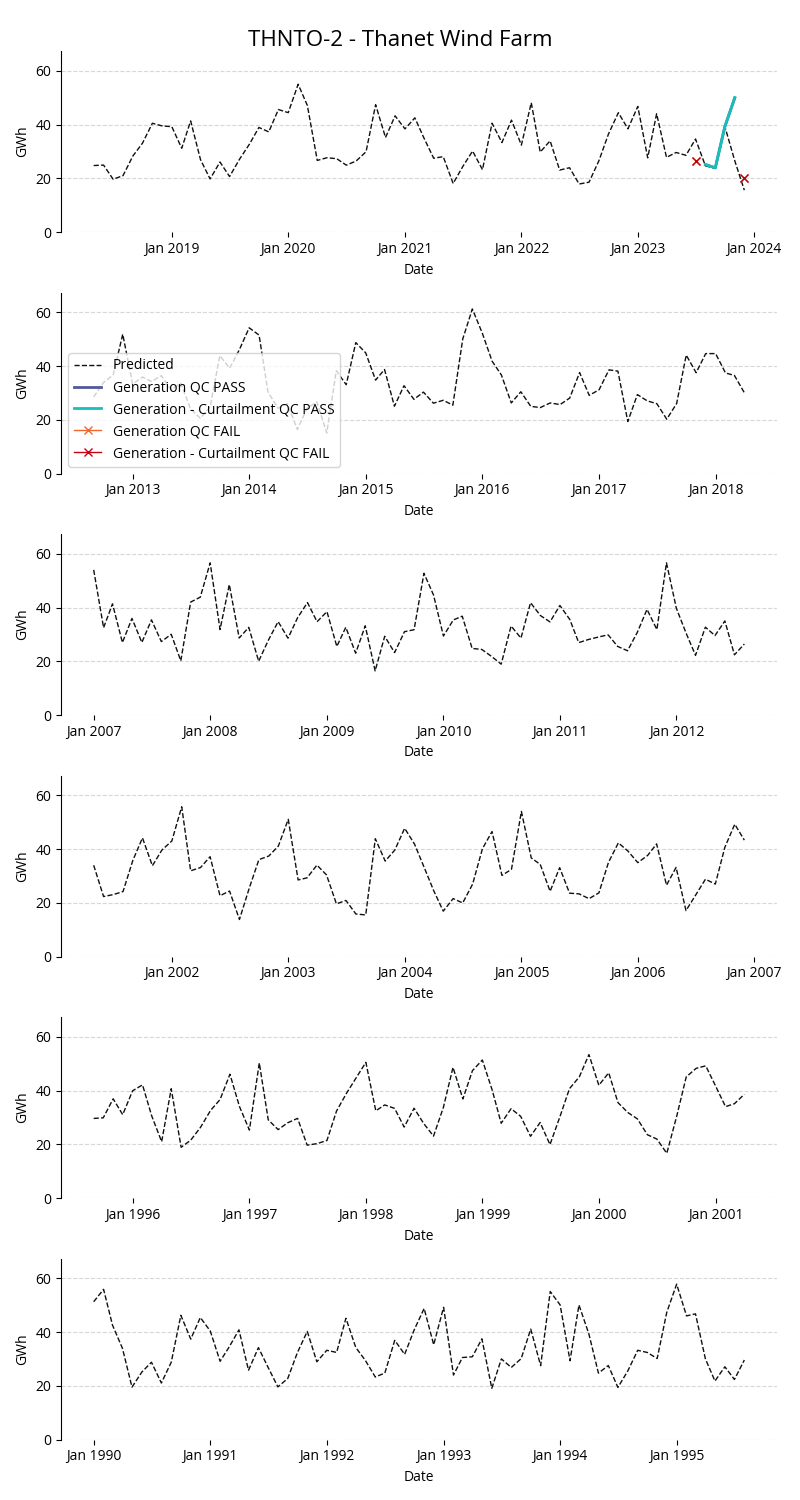 THNTO-2 - Thanet Wind Farm
60
40
20
0
GWh
Jan 2019
Jan 2020
Jan 2021
Jan 2022
Jan 2023
Jan 2024
Date
60
40
20
0
GWh
Predicted
Generation QC PASS
Generation - Curtailment QC PASS
Generation QC FAIL
Generation - Curtailment QC FAIL
Jan 2013
Jan 2014
Jan 2015
Jan 2016
Jan 2017
Jan 2018
Date
60
40
20
0
GWh
Jan 2007
Jan 2008
Jan 2009
Jan 2010
Jan 2011
Jan 2012
Date
60
40
20
0
GWh
Jan 2002
Jan 2003
Jan 2004
Jan 2005
Jan 2006
Jan 2007
Date
60
40
20
0
GWh
Jan 1996
Jan 1997
Jan 1998
Jan 1999
Jan 2000
Jan 2001
Date
60
40
20
0
GWh
Jan 1990
Jan 1991
Jan 1992
Jan 1993
Jan 1994
Jan 1995
Date